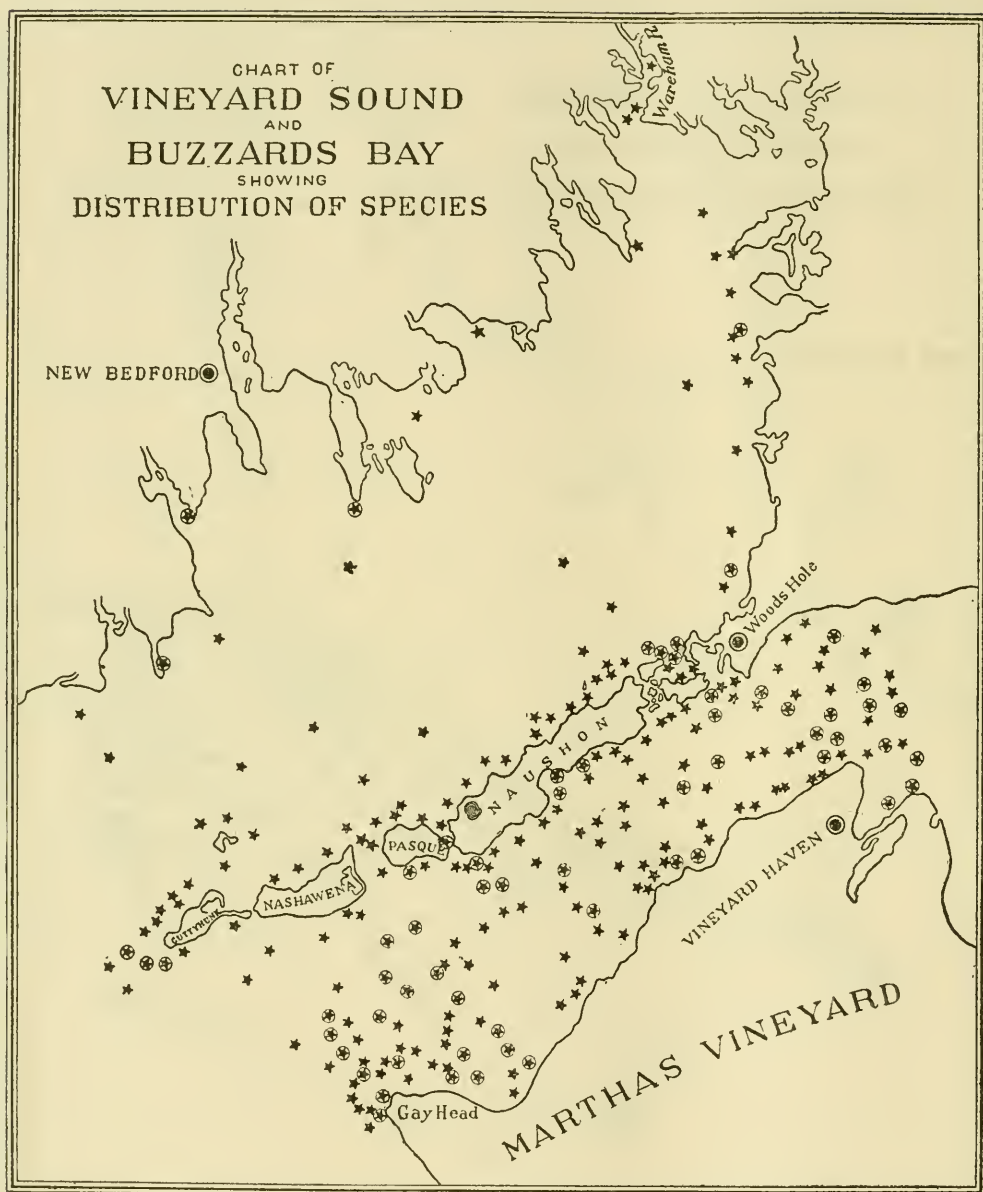 CHART OF
VINEYARD SOUND
AND
BUZZARDS BAY
SHOWING
DISTRIBUTION OF SPECIES
Wareham R
NEW BEDFORD
Woods Hole
NAUSHON
PASQUE
NASHAWENA
CUTTYHUNK
VINEYARD HAVEN
MARTHAS VINEYARD
Gay Head